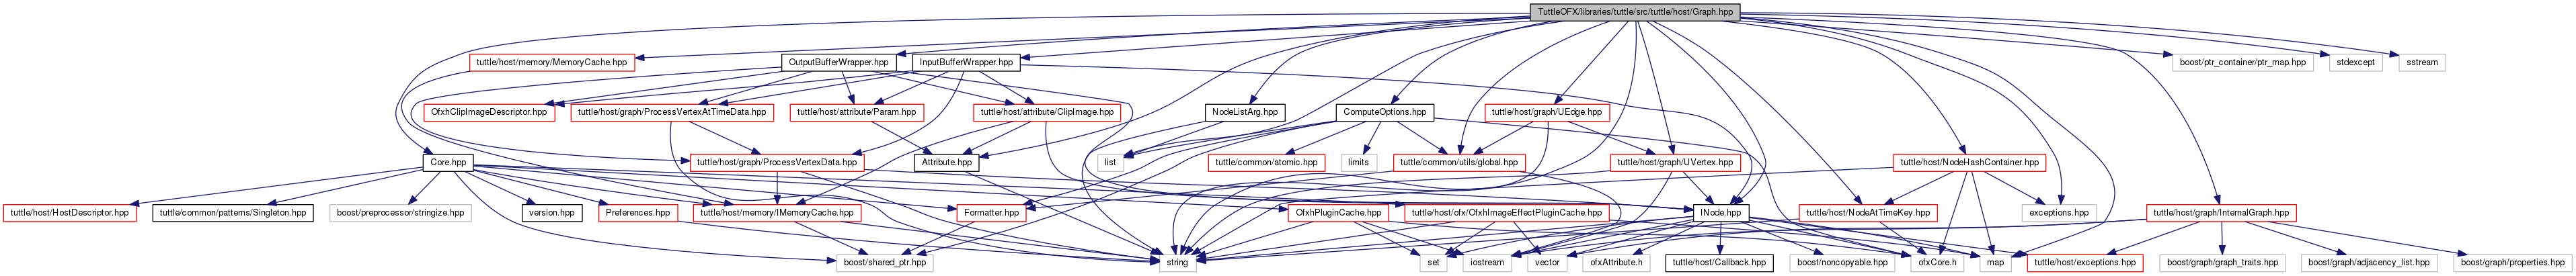 TuttleOFX/libraries/tuttle/src/tuttle/host/Graph.hpp
tuttle/host/memory/MemoryCache.hpp
OutputBufferWrapper.hpp
InputBufferWrapper.hpp
boost/ptr_container/ptr_map.hpp
stdexcept
sstream
OfxhClipImageDescriptor.hpp
tuttle/host/graph/ProcessVertexAtTimeData.hpp
tuttle/host/attribute/Param.hpp
tuttle/host/attribute/ClipImage.hpp
NodeListArg.hpp
ComputeOptions.hpp
tuttle/host/graph/UEdge.hpp
Core.hpp
tuttle/host/graph/ProcessVertexData.hpp
Attribute.hpp
list
tuttle/common/atomic.hpp
limits
tuttle/common/utils/global.hpp
tuttle/host/graph/UVertex.hpp
tuttle/host/NodeHashContainer.hpp
tuttle/host/HostDescriptor.hpp
tuttle/common/patterns/Singleton.hpp
boost/preprocessor/stringize.hpp
version.hpp
Preferences.hpp
tuttle/host/memory/IMemoryCache.hpp
Formatter.hpp
OfxhPluginCache.hpp
tuttle/host/ofx/OfxhImageEffectPluginCache.hpp
INode.hpp
tuttle/host/NodeAtTimeKey.hpp
exceptions.hpp
tuttle/host/graph/InternalGraph.hpp
boost/shared_ptr.hpp
string
set
iostream
vector
ofxAttribute.h
tuttle/host/Callback.hpp
boost/noncopyable.hpp
ofxCore.h
map
tuttle/host/exceptions.hpp
boost/graph/graph_traits.hpp
boost/graph/adjacency_list.hpp
boost/graph/properties.hpp